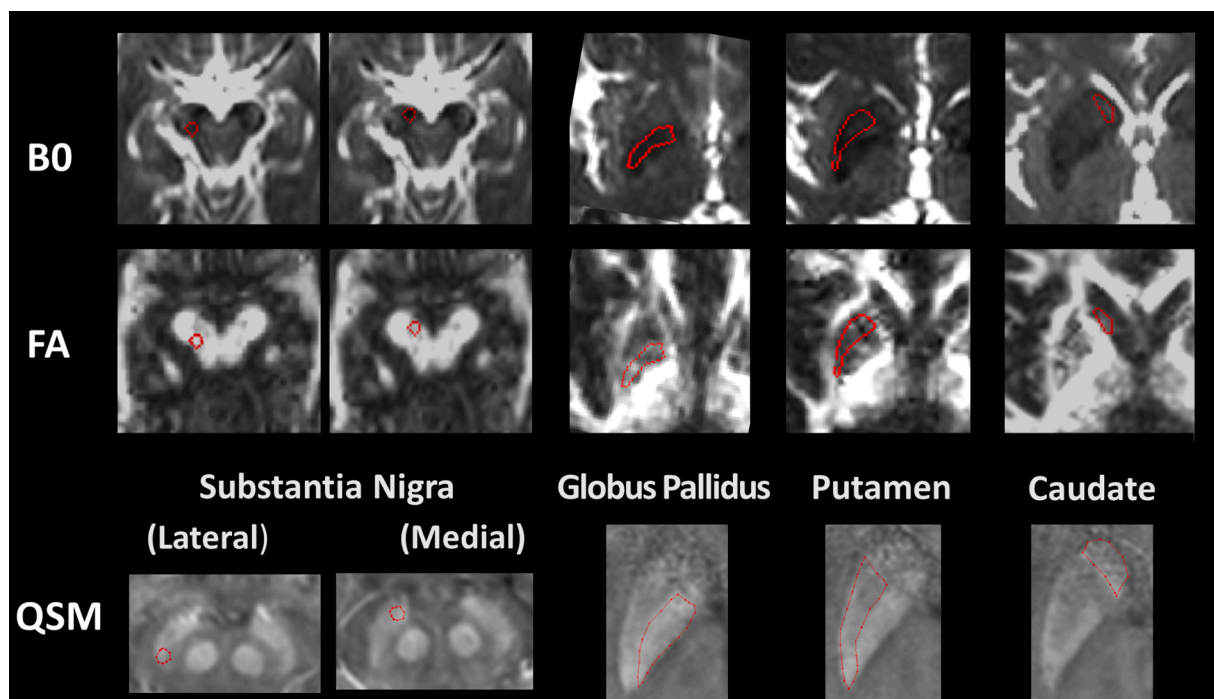 B0
FA
Substantia Nigra Globus Pallidus Putamen Caudate
(Lateral) (Medial)
QSM